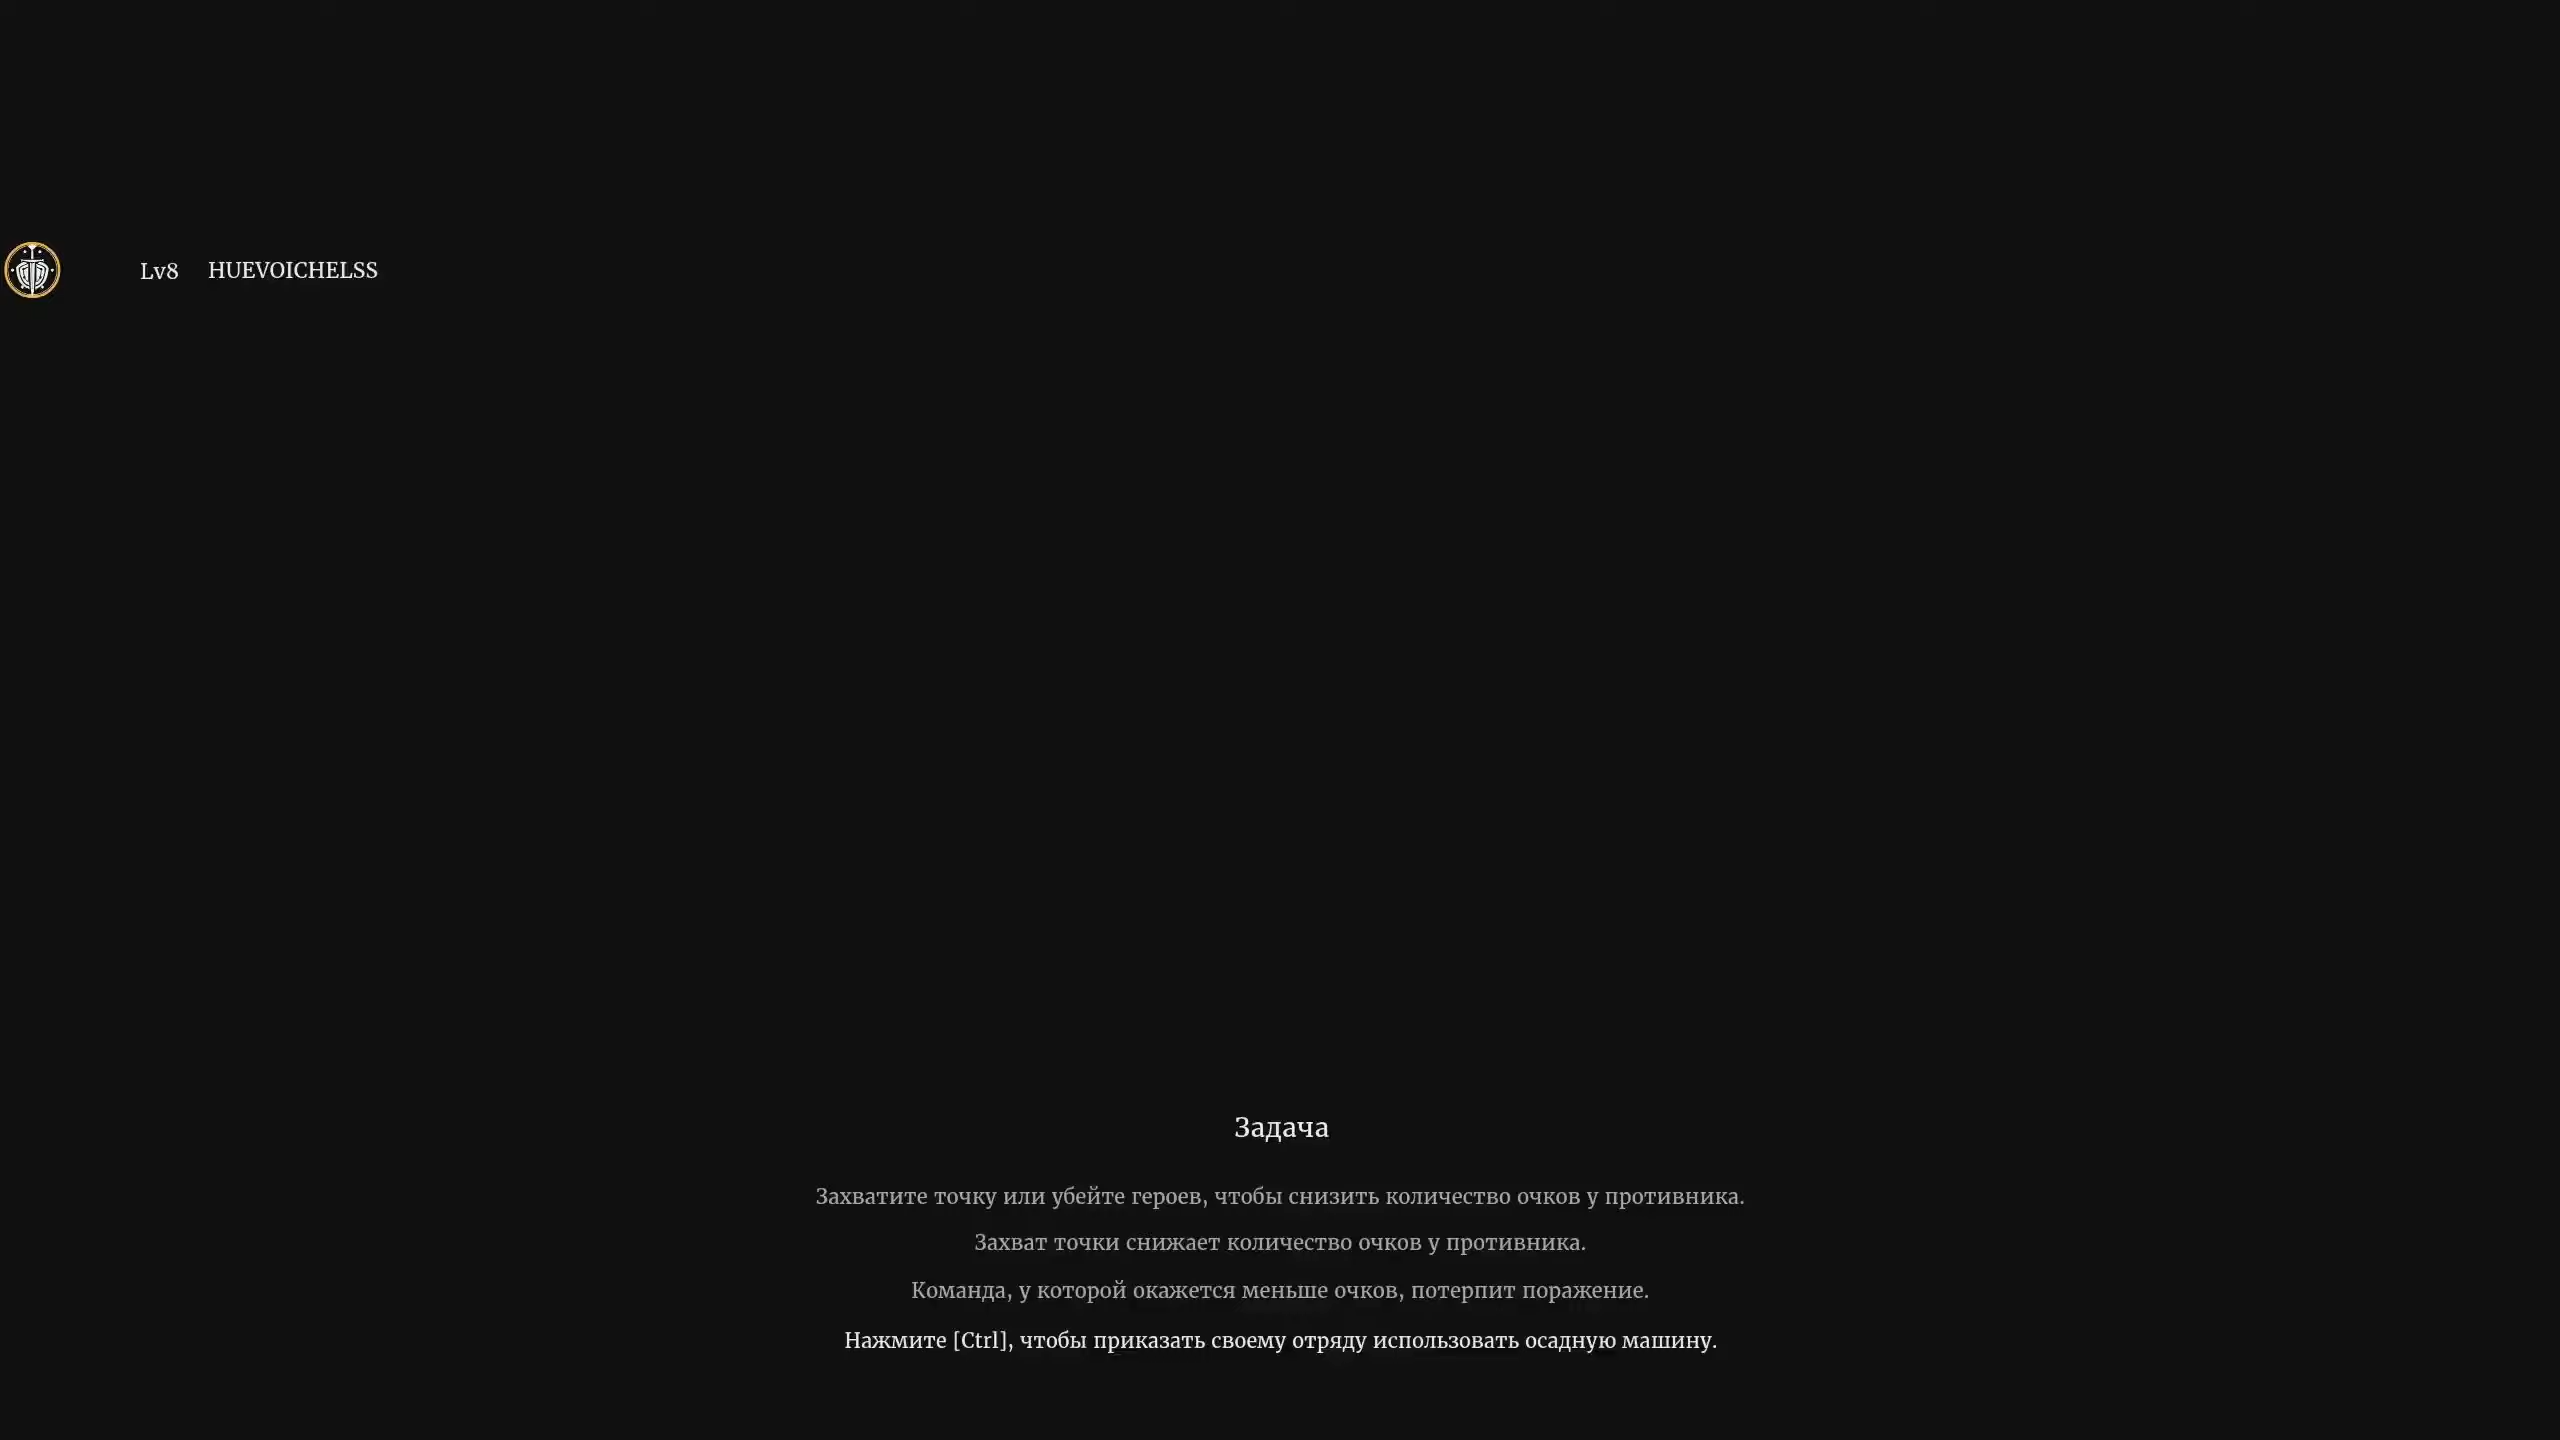 Lv8 HUEVOICHELSS
Задача
Захватите точку или убейте героев, чтобы снизить количество очков у противника.
Захват точки снижает количество очков у противника.
Команда, у которой окажется меньше очков, потерпит поражение.
Нажмите [Ctrl], чтобы приказать своему отряду использовать осадную машину.